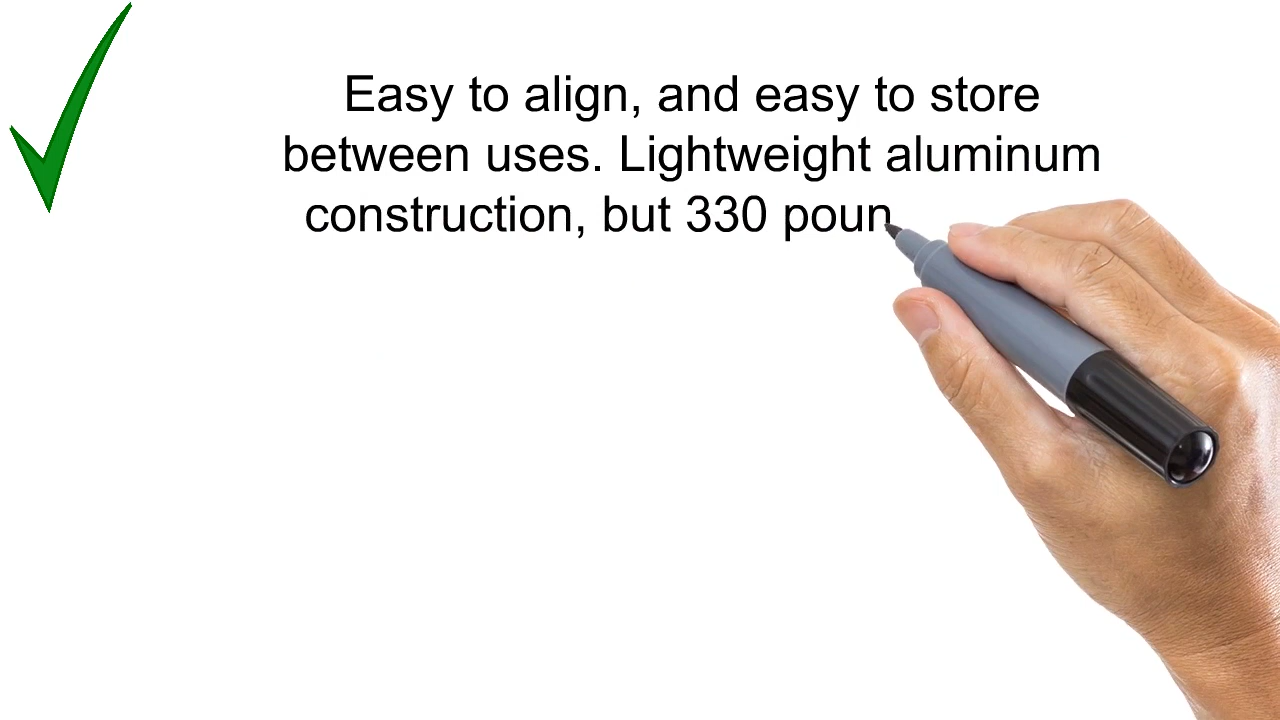 Easy to align, and easy to store
between uses. Lightweight aluminum
construction, but 330 poun